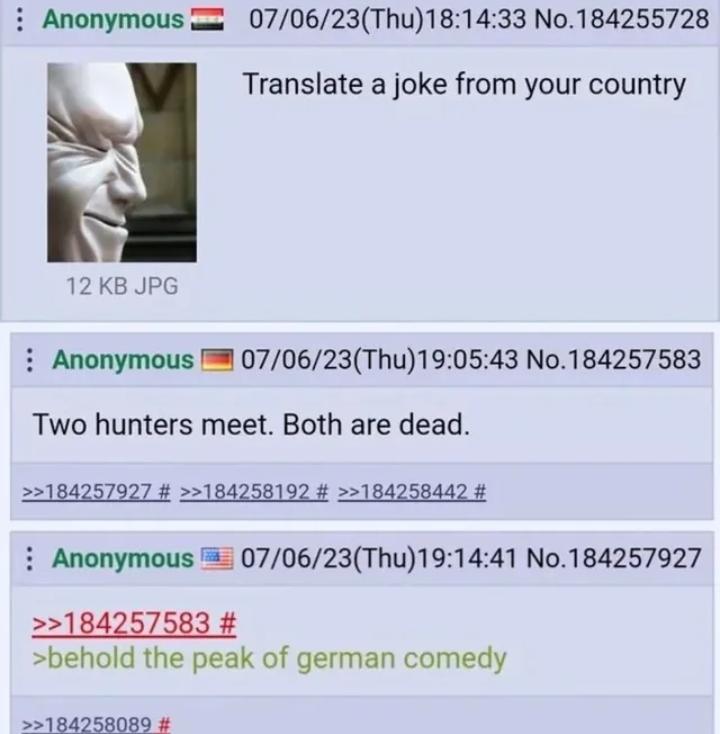 Anonymous 07/06/23(Thu)18:14:33 No.184255728
Translate a joke from your country
12 KB JPG
Anonymous 07/06/23(Thu)19:05:43 No.184257583
Two hunters meet. Both are dead.
>>184257927 # >>184258192 # >>184258442 #
Anonymous 07/06/23(Thu)19:14:41 No.184257927
>>184257583 #
>behold the peak of german comedy
>>184258089 #